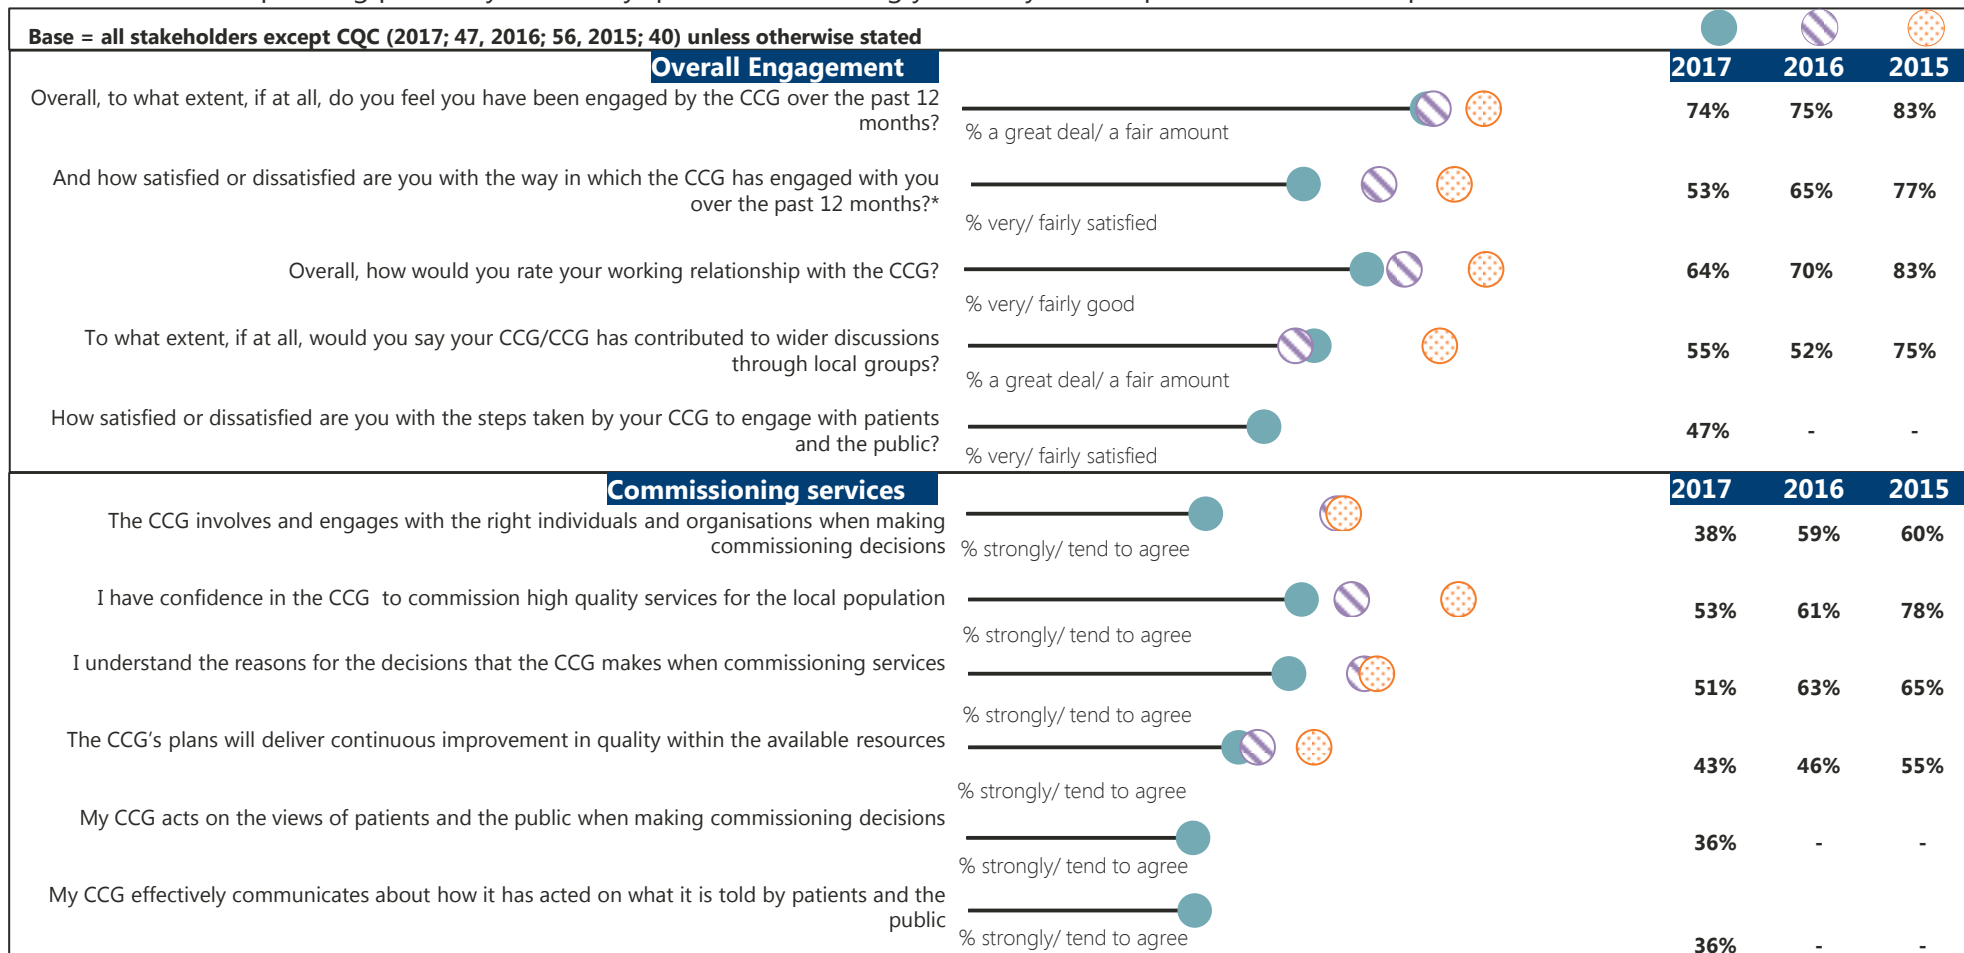 Base = all stakeholders except CQC (2017; 47, 2016; 56, 2015; 40) unless otherwise stated
Overall Engagement 2017 2016 2015
Overall, to what extent, if at all, do you feel you have been engaged by the CCG over the past 12
months?
% a great deal/ a fair amount
74% 75% 83%
And how satisfied or dissatisfied are you with the way in which the CCG has engaged with you
over the past 12 months?*
% very/ fairly satisfied
53% 65% 77%
Overall, how would you rate your working relationship with the CCG?
% very/ fairly good
64% 70% 83%
To what extent, if at all, would you say your CCG/CCG has contributed to wider discussions
through local groups?
% a great deal/ a fair amount
55% 52% 75%
How satisfied or dissatisfied are you with the steps taken by your CCG to engage with patients
and the public?
% very/ fairly satisfied
47% - -
Commissioning services 2017 2016 2015
The CCG involves and engages with the right individuals and organisations when making
commissioning decisions
% strongly/ tend to agree
38% 59% 60%
I have confidence in the CCG to commission high quality services for the local population
% strongly/ tend to agree
53% 61% 78%
I understand the reasons for the decisions that the CCG makes when commissioning services
% strongly/ tend to agree
51% 63% 65%
The CCG's plans will deliver continuous improvement in quality within the available resources
% strongly/ tend to agree
43% 46% 55%
My CCG acts on the views of patients and the public when making commissioning decisions
% strongly/ tend to agree
36% - -
My CCG effectively communicates about how it has acted on what it is told by patients and the
public
% strongly/ tend to agree
36% - -